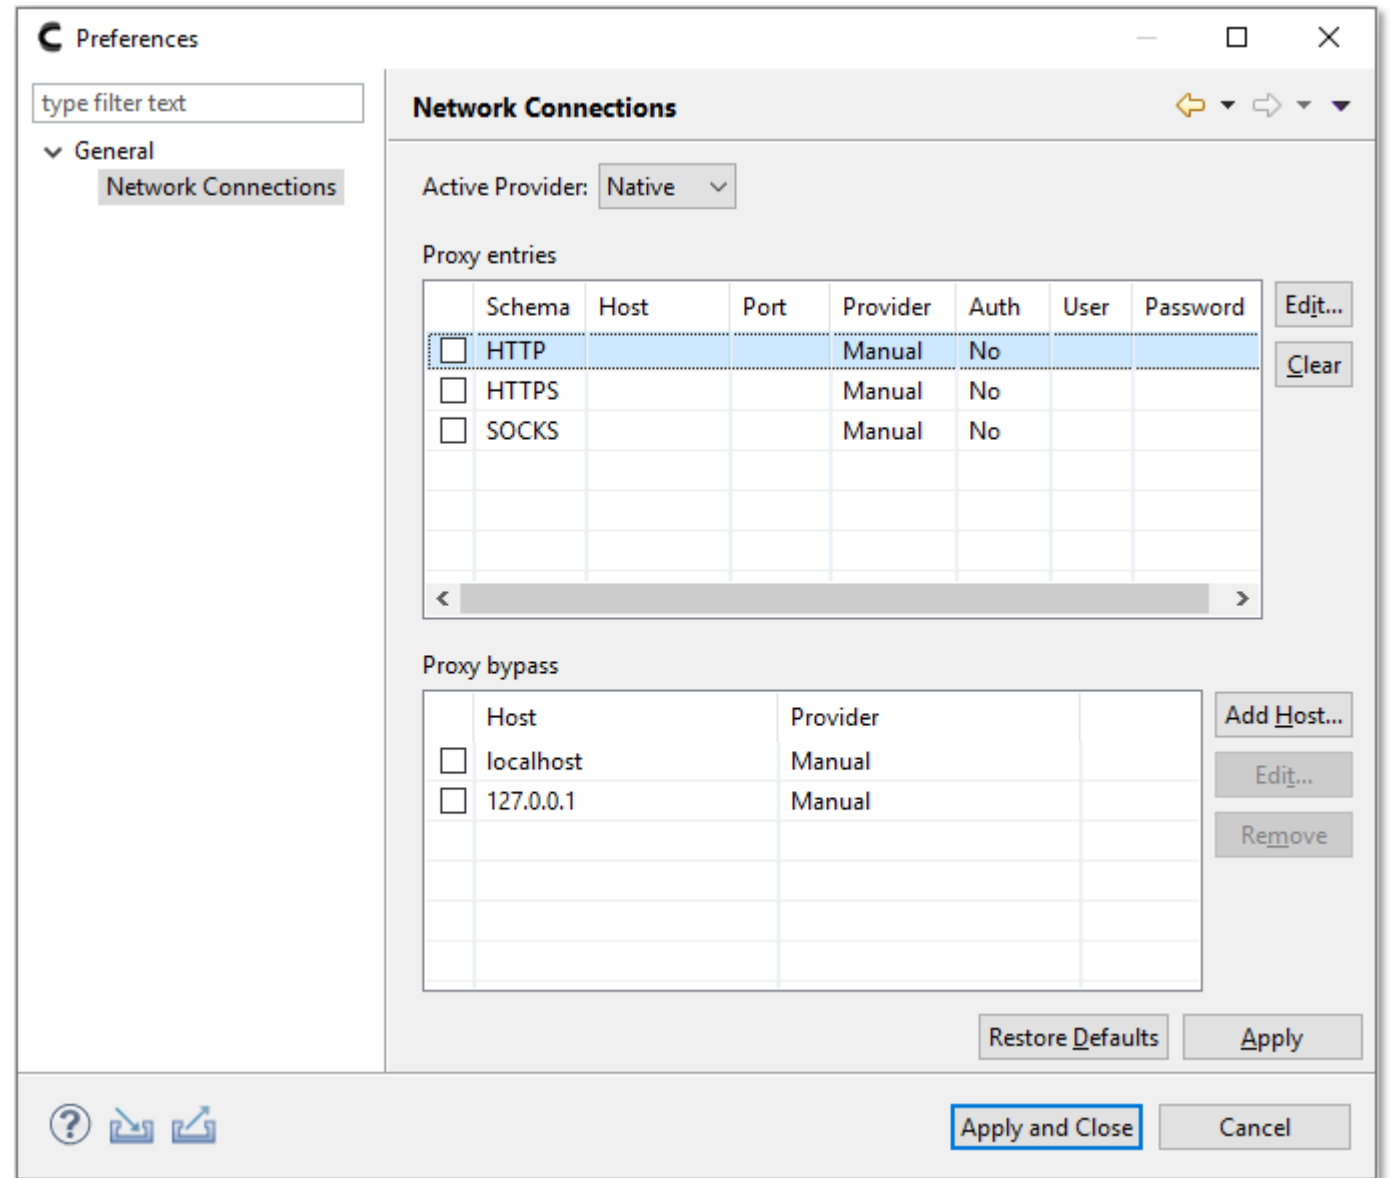 Preferences
type filter text
General
Network Connections
Network Connections
Active Provider: Native
Proxy entries
Schema Host Port Provider Auth User Password
HTTP Manual No
HTTPS Manual No
SOCKS Manual No
Edit...
Clear
Proxy bypass
Host Provider
localhost Manual
127.0.0.1 Manual
Add Host...
Edit...
Remove
Restore Defaults Apply
Apply and Close Cancel